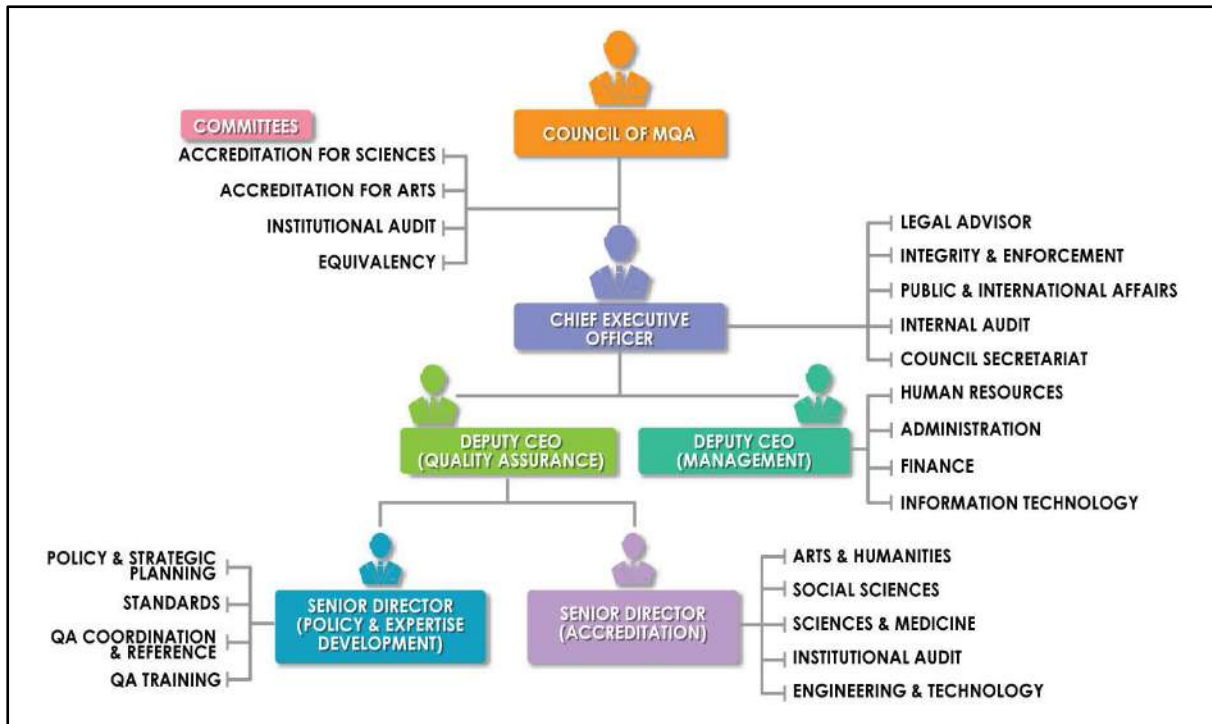 COUNCIL OF MQA
COMMITTEES
ACCREDITATION FOR SCIENCES
ACCREDITATION FOR ARTS
INSTITUTIONAL AUDIT
EQUIVALENCY
CHIEF EXECUTIVE
OFFICER
LEGAL ADVISOR
INTEGRITY & ENFORCEMENT
PUBLIC & INTERNATIONAL AFFAIRS
INTERNAL AUDIT
COUNCIL SECRETARIAT
DEPUTY CEO
(QUALITY ASSURANCE)
DEPUTY CEO
(MANAGEMENT)
HUMAN RESOURCES
ADMINISTRATION
FINANCE
INFORMATION TECHNOLOGY
POLICY & STRATEGIC
PLANNING
STANDARDS
QA COORDINATION
& REFERENCE
QA TRAINING
SENIOR DIRECTOR
(POLICY & EXPERTISE
DEVELOPMENT)
SENIOR DIRECTOR
(ACCREDITATION)
ARTS & HUMANITIES
SOCIAL SCIENCES
SCIENCES & MEDICINE
INSTITUTIONAL AUDIT
ENGINEERING & TECHNOLOGY